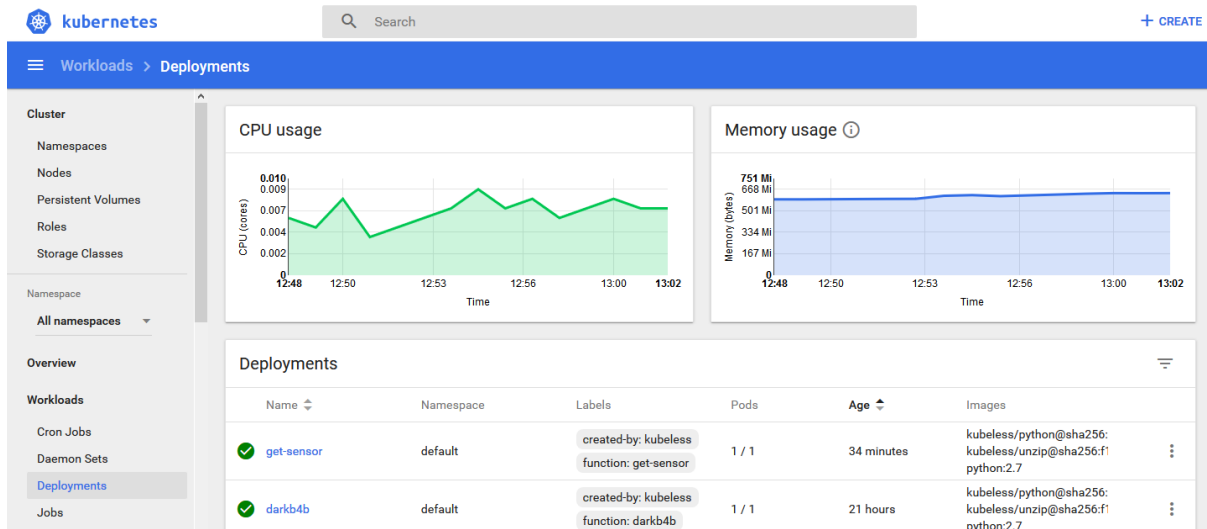 kubernetes
Search
+ CREATE
Workloads > Deployments
Cluster
Namespaces
Nodes
Persistent Volumes
Roles
Storage Classes
Namespace
All namespaces
Overview
Workloads
Cron Jobs
Daemon Sets
Deployments
Jobs
CPU usage
CPU (cores)
0.010
0.009
0.007
0.004
0.002
0
12:48 12:50 12:53 12:56 13:00 13:02
Time
Memory usage
Memory (bytes)
751 Mi
668 Mi
501 Mi
334 Mi
167 Mi
0
12:48 12:50 12:53 12:56 13:00 13:02
Time
Deployments
Name Namespace Labels Pods Age Images
get-sensor default created-by: kubeless 1 / 1 34 minutes kubeless/python@sha256:
function: get-sensor kubeless/unzip@sha256:f1
python:2.7
darkb4b default created-by: kubeless 1 / 1 21 hours kubeless/python@sha256:
function: darkb4b kubeless/unzip@sha256:f1
python:2.7